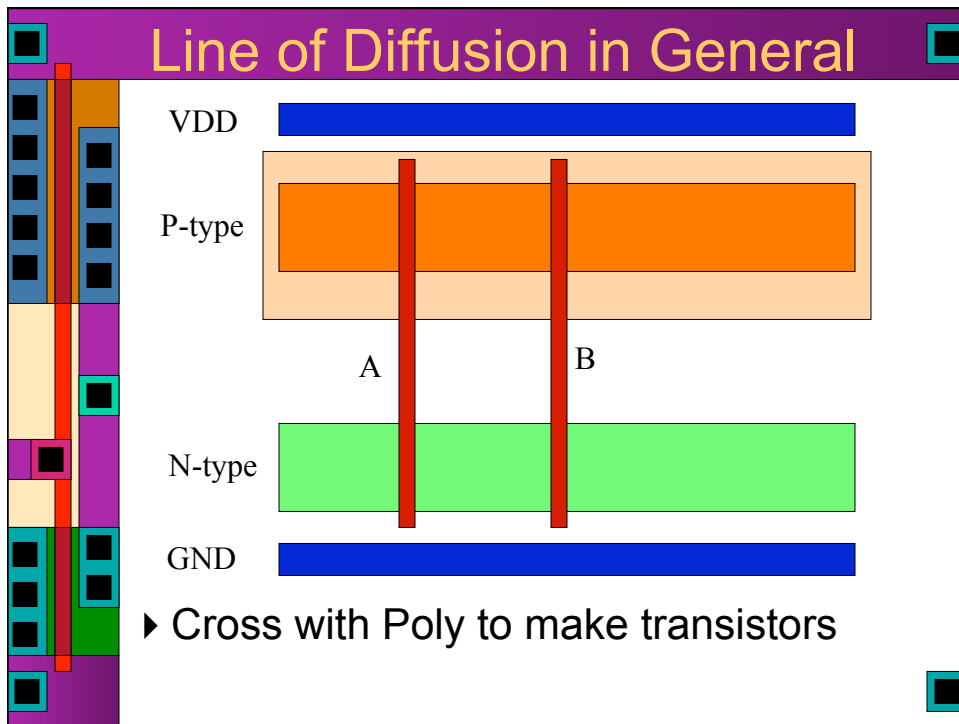 Line of Diffusion in General
VDD
P-type
A
B
N-type
GND
Cross with Poly to make transistors